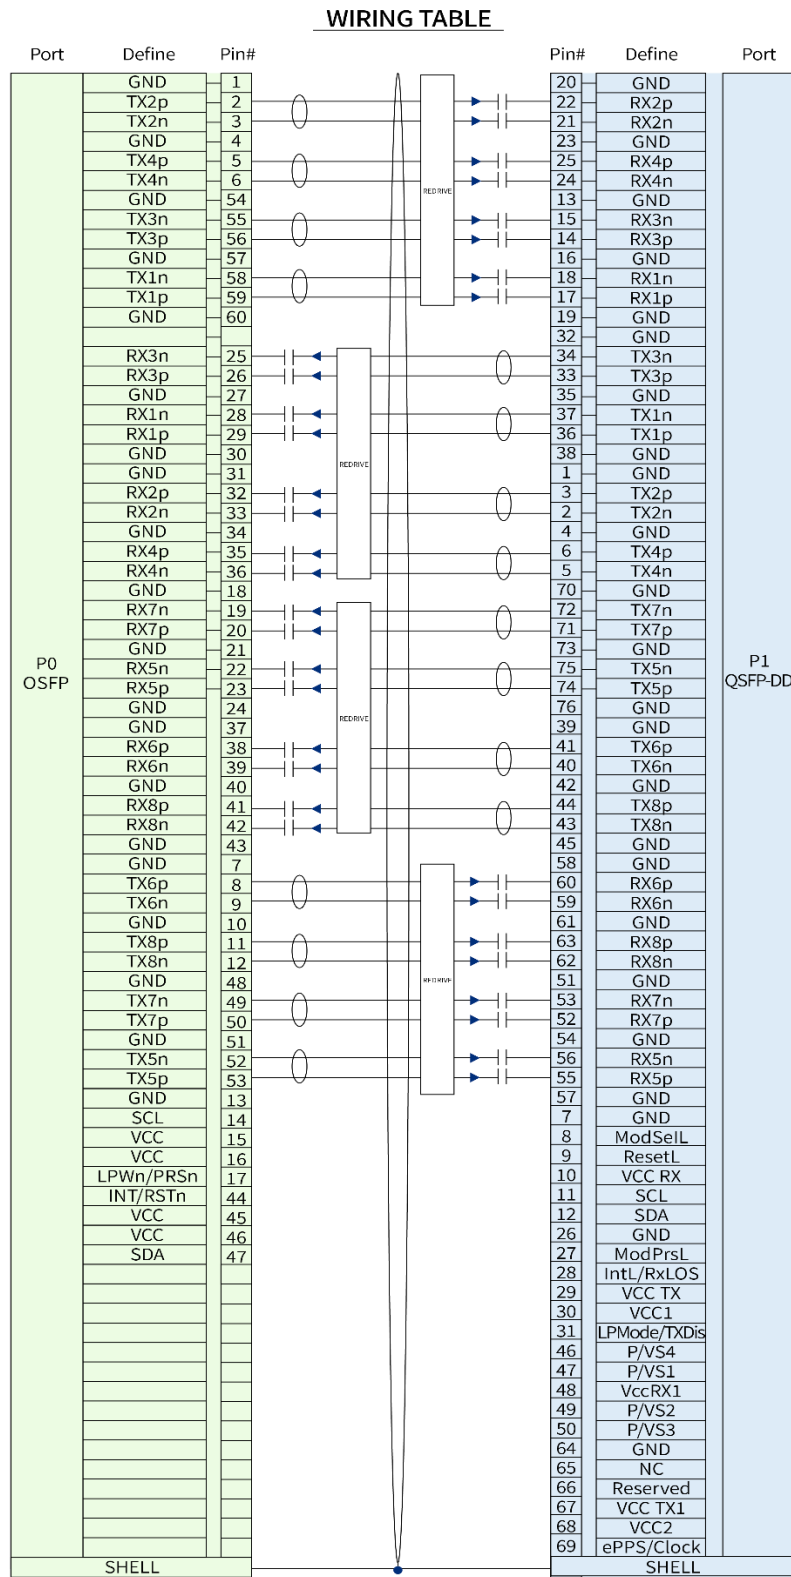 WIRING TABLE
Port Define Pin# Pin# Define Port
GND 1 20 GND
TX2p 2 22 RX2p
TX2n 3 21 RX2n
GND 4 23 GND
TX4p 5 25 RX4p
TX4n 6 24 RX4n
REDRIVE
GND 54 13 GND
TX3n 55 15 RX3n
TX3p 56 14 RX3p
GND 57 16 GND
TX1n 58 18 RX1n
TX1p 59 17 RX1p
GND 60 19 GND
32 GND
RX3n 25 34 TX3n
RX3p 26 33 TX3p
GND 27 35 GND
RX1n 28 37 TX1n
RX1p 29 36 TX1p
GND 30 38 GND
REDRIVE
GND 31 1 GND
RX2p 32 3 TX2p
RX2n 33 2 TX2n
GND 34 4 GND
RX4p 35 6 TX4p
RX4n 36 5 TX4n
GND 18 70 GND
RX7n 19 72 TX7n
RX7p 20 71 TX7p
GND 21 73 GND
P0 P1
RX5n 22 75 TX5n
OSFP QSFP-DD
RX5p 23 74 TX5p
GND 24 76 GND
REDRIVE
GND 37 39 GND
RX6p 38 41 TX6p
RX6n 39 40 TX6n
GND 40 42 GND
RX8p 41 44 TX8p
RX8n 42 43 TX8n
GND 43 45 GND
GND 7 58 GND
TX6p 8 60 RX6p
TX6n 9 59 RX6n
GND 10 61 GND
TX8p 11 63 RX8p
TX8n 12 62 RX8n
GND 48 51 GND
REDRIVE
TX7n 49 53 RX7n
TX7p 50 52 RX7p
GND 51 54 GND
TX5n 52 56 RX5n
TX5p 53 55 RX5p
GND 13 57 GND
SCL 14 7 GND
VCC 15 8 ModSelL
VCC 16 9 ResetL
LPWn/PRSn 17 10 VCC RX
INT/RSTn 44 11 SCL
VCC 45 12 SDA
VCC 46 26 GND
SDA 47 27 ModPrsL
28 IntL/RxLOS
29 VCC TX
30 VCC1
31 LPMode/TXDis
46 P/VS4
47 P/VS1
48 VccRX1
49 P/VS2
50 P/VS3
64 GND
65 NC
66 Reserved
67 VCC TX1
68 VCC2
69 ePPS/Clock
SHELL SHELL